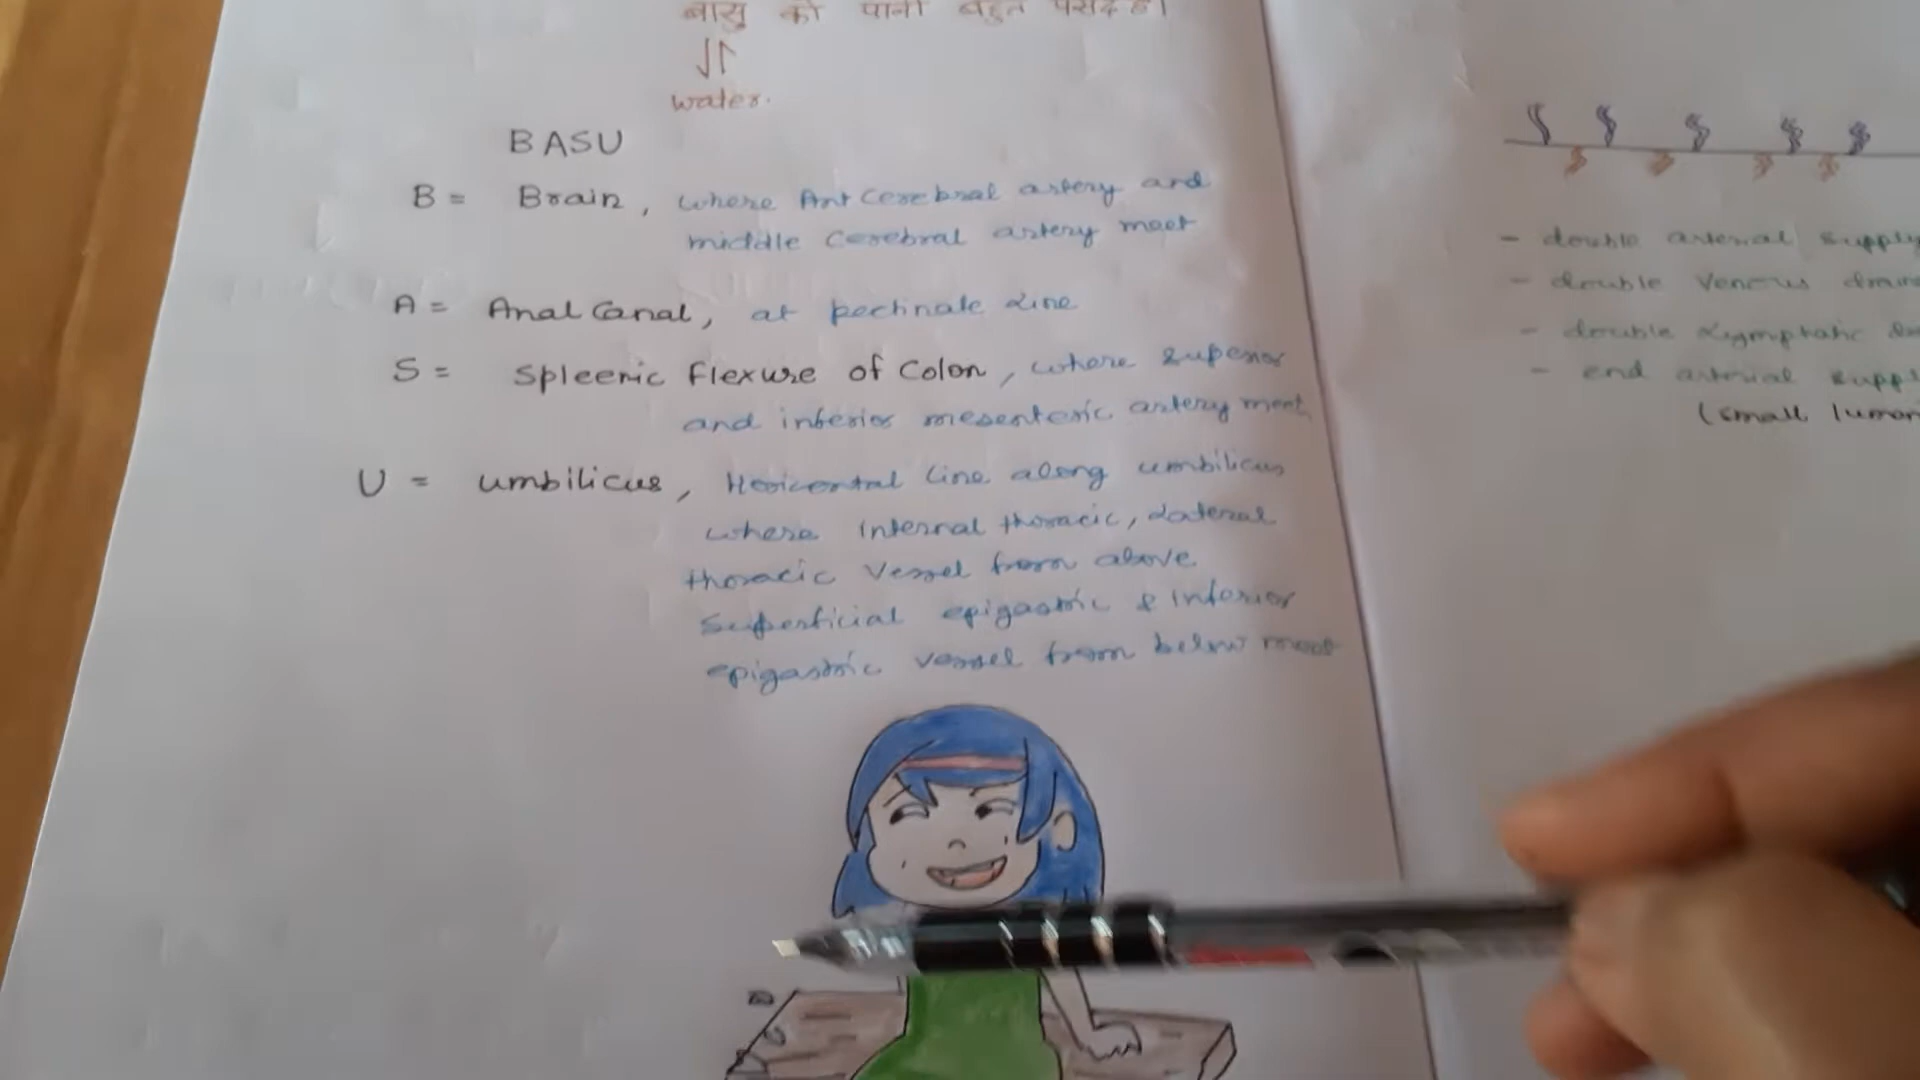 बासु को पानी बहुत पसंद है।
water.
BASU
B = Brain, where Ant Cerebral artery and
middle Cerebral artery meet
A = Anal Canal, at pectinate Line
S = Spleenic flexure of Colon, where superior
and inferior mesenteric artery meet
U = umbilicus, Horizontal line along umbilicus
where internal thoracic, Lateral
thoracic Vessel from above
Superficial epigastric & inferior
epigastric vessel from below meet
- double arterial supply
- double Venous
- double Lymphatic
- end arterial
(small